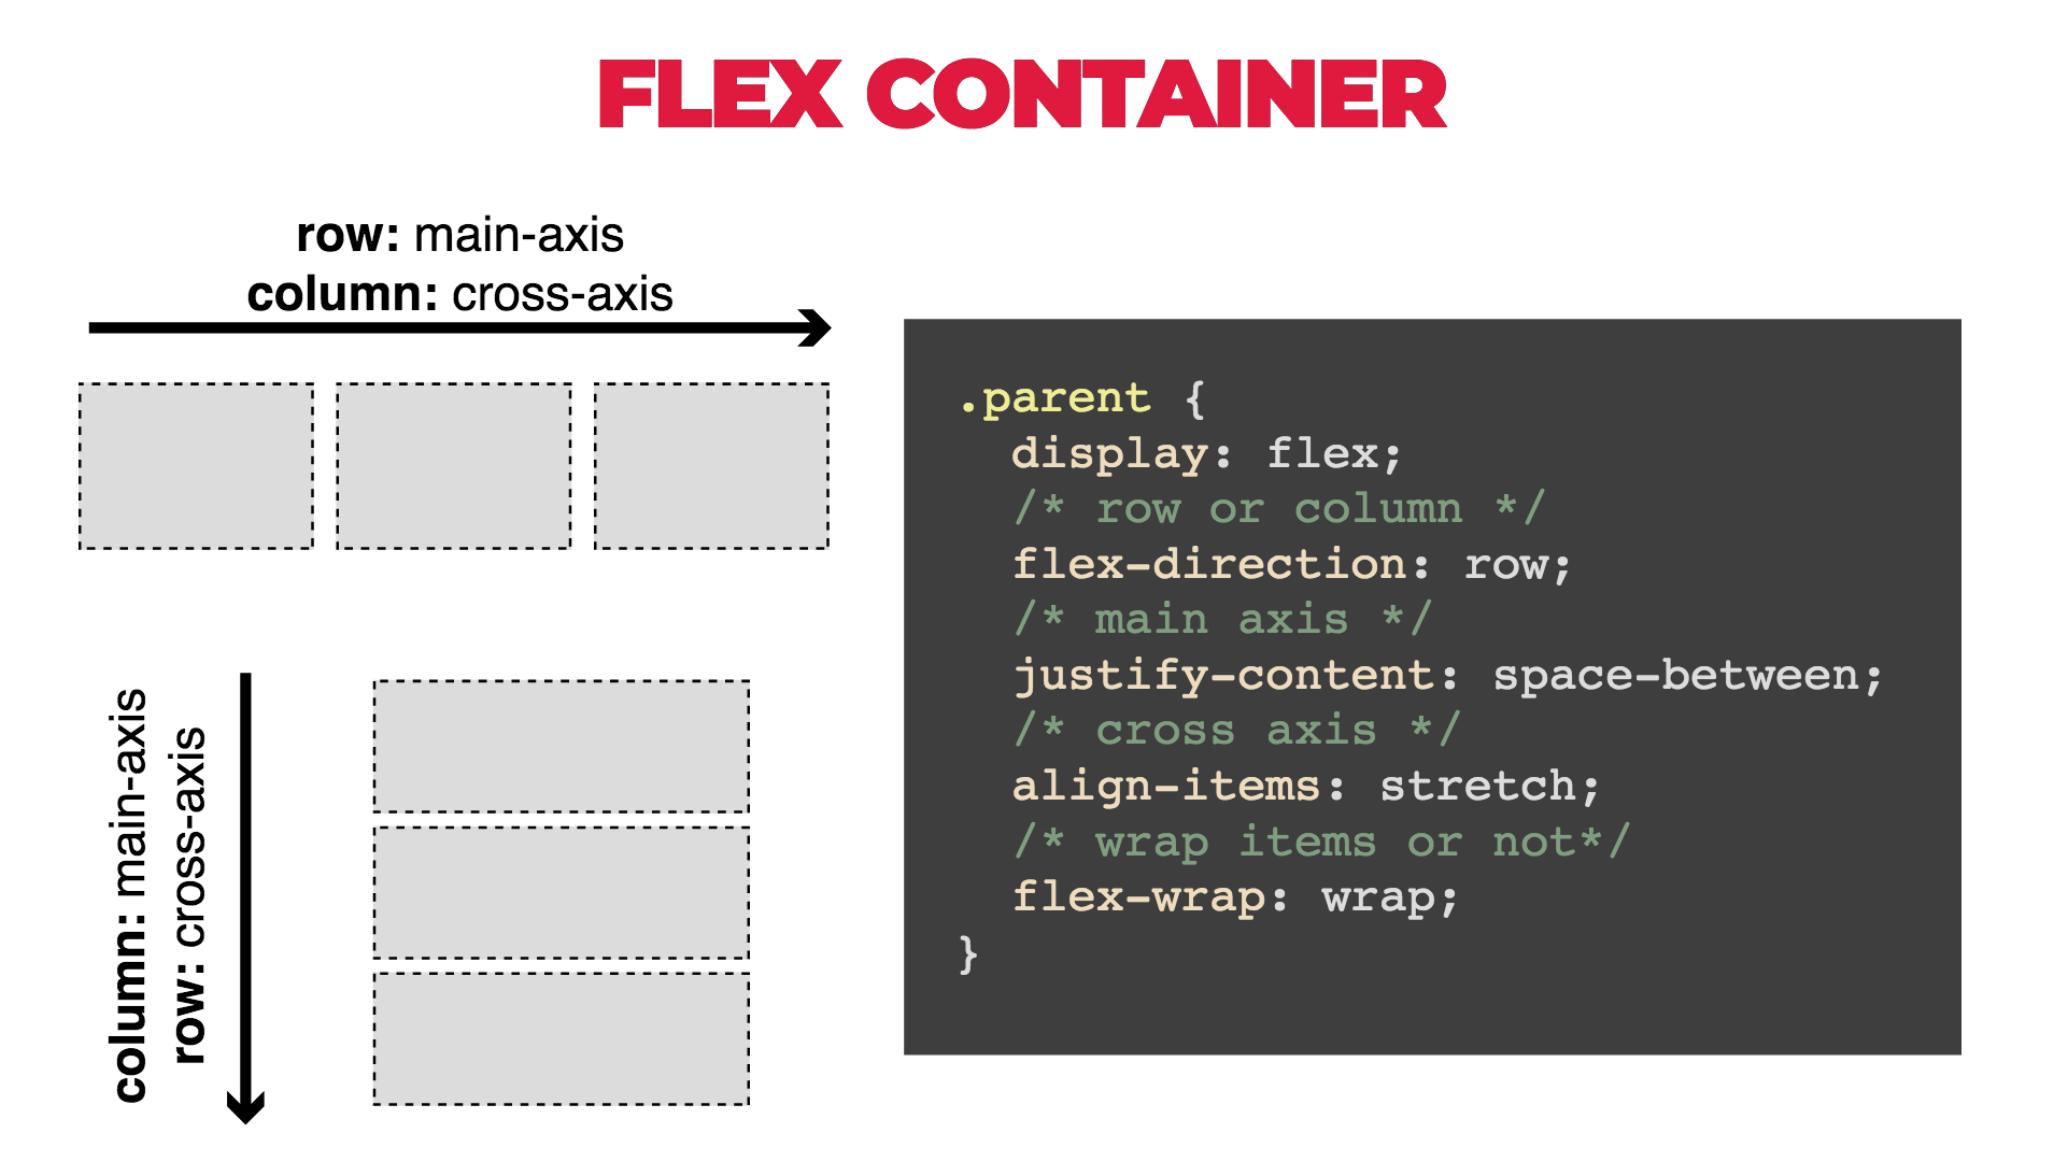 FLEX CONTAINER
row: main-axis
column: cross-axis
column: main-axis
row: cross-axis
.parent {
display: flex;
/* row or column */
flex-direction: row;
/* main axis */
justify-content: space-between;
/* cross axis */
align-items: stretch;
/* wrap items or not*/
flex-wrap: wrap;
}